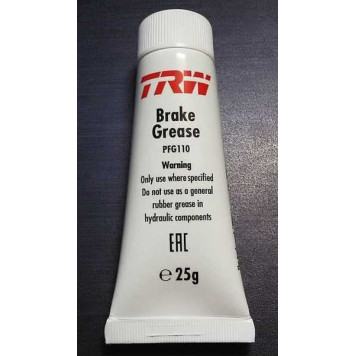 TRW
Brake
Grease
PFG110
Warning
Only use where specified
Do not use as a general
rubber grease in
hydraulic components
EAC
℮ 25g